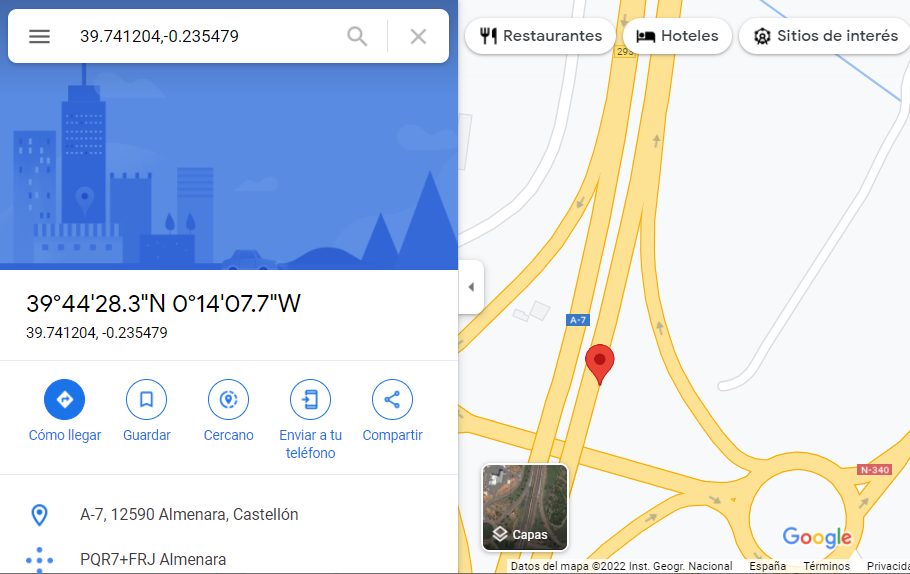 39.741204,-0.235479
Restaurantes
Hoteles
Sitios de interés
39°44'28.3"N 0°14'07.7"W
39.741204, -0.235479
Cómo llegar
Guardar
Cercano
Enviar a tu
teléfono
Compartir
A-7, 12590 Almenara, Castellón
PQR7+FRJ Almenara
A-7
N-340
Capas
Google
Datos del mapa ©2022 Inst. Geogr. Nacional
España
Términos